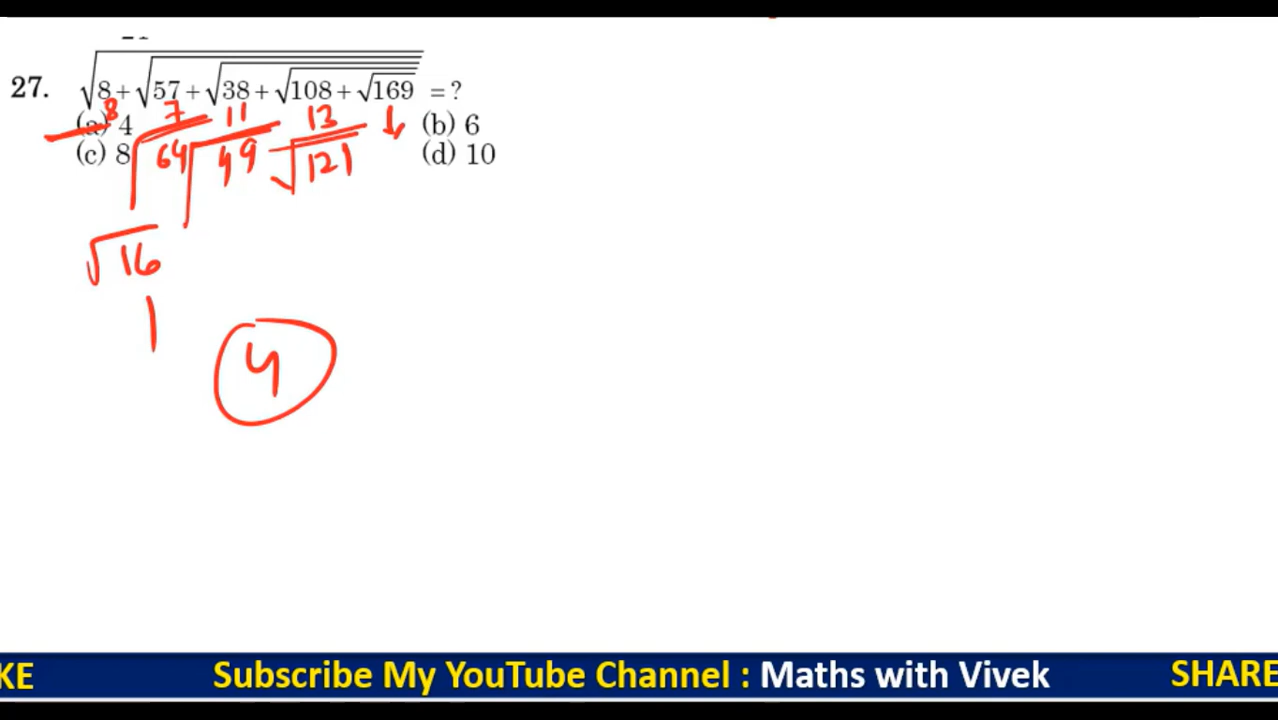 27. √8+√57+√38+√108+√169 = ?
8 7 11 13
(a) 4 (b) 6
64 49 √121
(c) 8 (d) 10
√16
4
KE Subscribe My YouTube Channel : Maths with Vivek SHARE